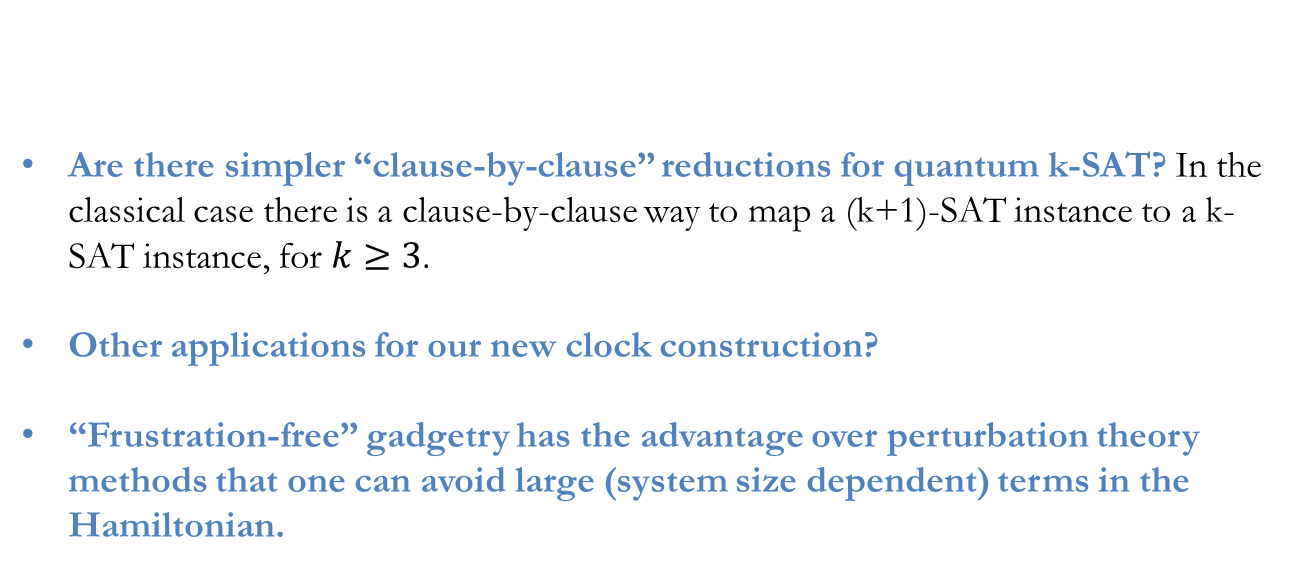 • Are there simpler “clause-by-clause” reductions for quantum k-SAT? In the
classical case there is a clause-by-clause way to map a (k+1)-SAT instance to a k-
SAT instance, for k ≥ 3.
• Other applications for our new clock construction?
• “Frustration-free” gadgetry has the advantage over perturbation theory
methods that one can avoid large (system size dependent) terms in the
Hamiltonian.